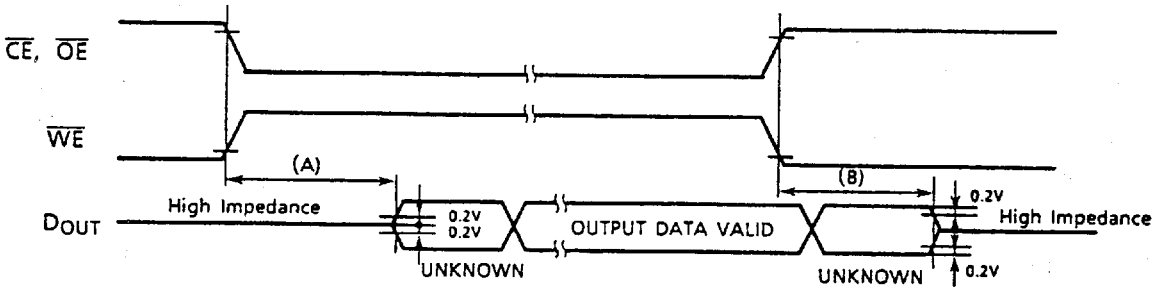 CE, OE
WE
(A)
(B)
High Impedance
DOUT
0.2V
0.2V
OUTPUT DATA VALID
0.2V
High Impedance
UNKNOWN
UNKNOWN
0.2V